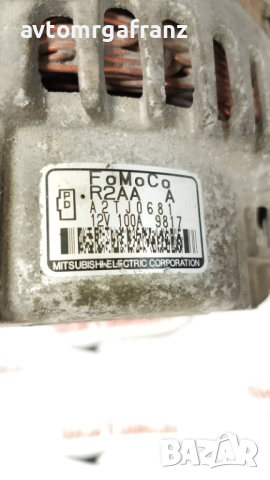 avtomrgafranz
FoMoCo
R2AA A
A2TJ0681
12V 100A 9817
MITSUBISHI ELECTRIC CORPORATION
bazar